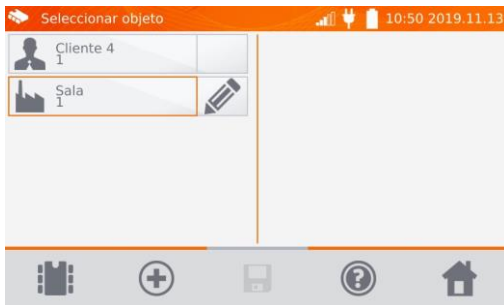 Seleccionar objeto
10:50 2019.11.13
Cliente 4
1
Sala
1